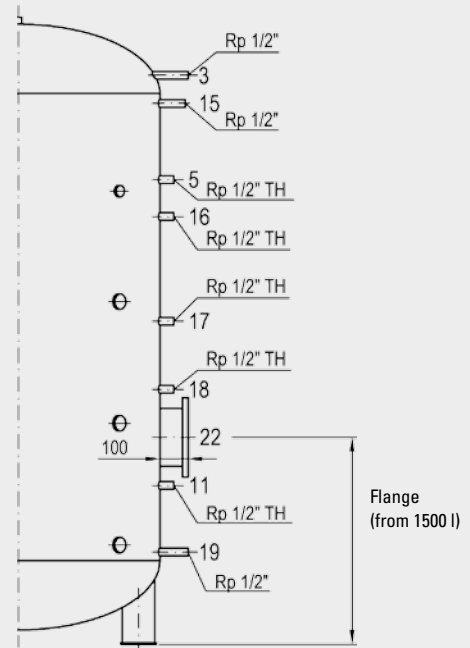 Rp 1/2"
3
15
Rp 1/2"
5
Rp 1/2" TH
16
Rp 1/2" TH
Rp 1/2" TH
17
Rp 1/2" TH
18
100
22
11
Rp 1/2" TH
Flange
(from 1500 l)
19
Rp 1/2"